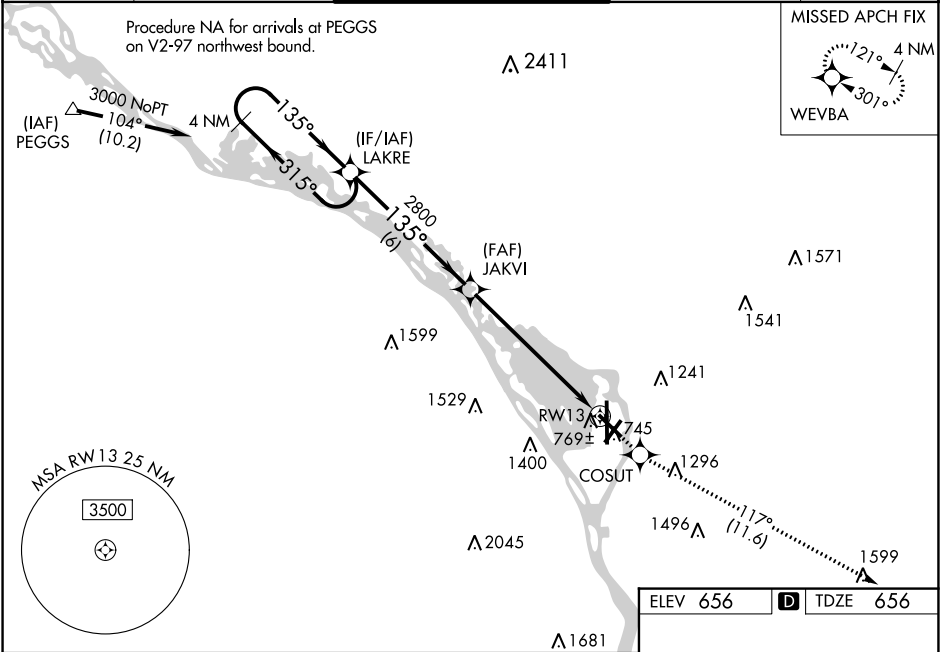 Procedure NA for arrivals at PEGGS
on V2-97 northwest bound.
MISSED APCH FIX
121°
4 NM
301°
WEVBA
2411
3000 NoPT
104°
(10.2)
(IAF)
PEGGS
4 NM
135°
315°
(IF/IAF)
LAKRE
2800
135°
(6)
(FAF)
JAKVI
1571
1541
1599
1241
1529
RW13
769±
745
1400
COSUT
1296
MSA RW13 25 NM
3500
1496
117°
(11.6)
2045
1599
ELEV 656
D
TDZE 656
1681